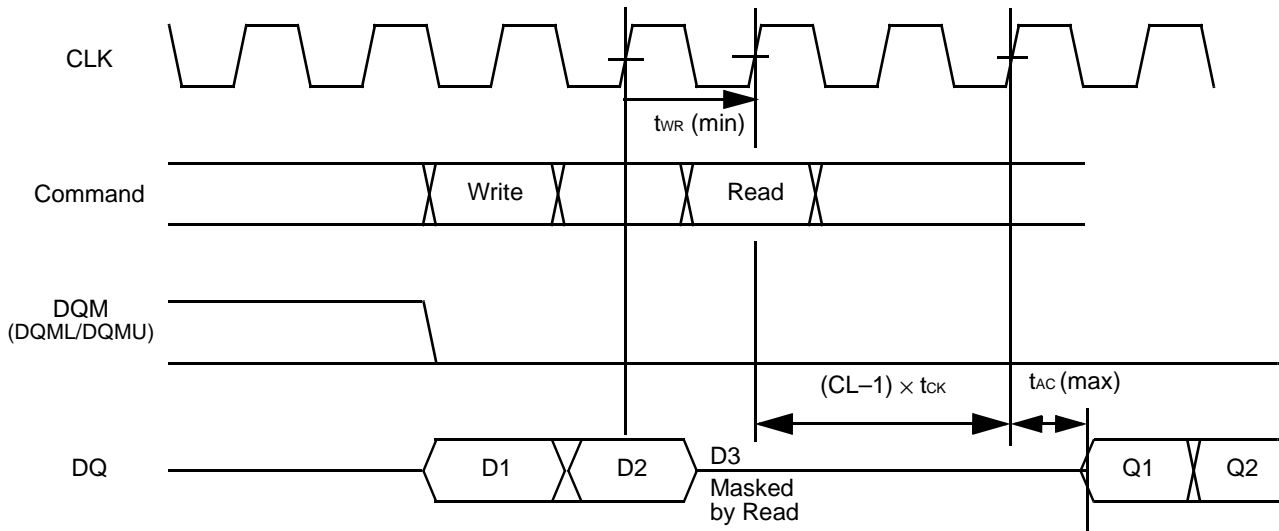 CLK
tWR (min)
Command
Write
Read
DQM
(DQML/DQMU)
(CL–1) × tCK
tAC (max)
DQ
D1
D2
D3
Masked
by Read
Q1
Q2